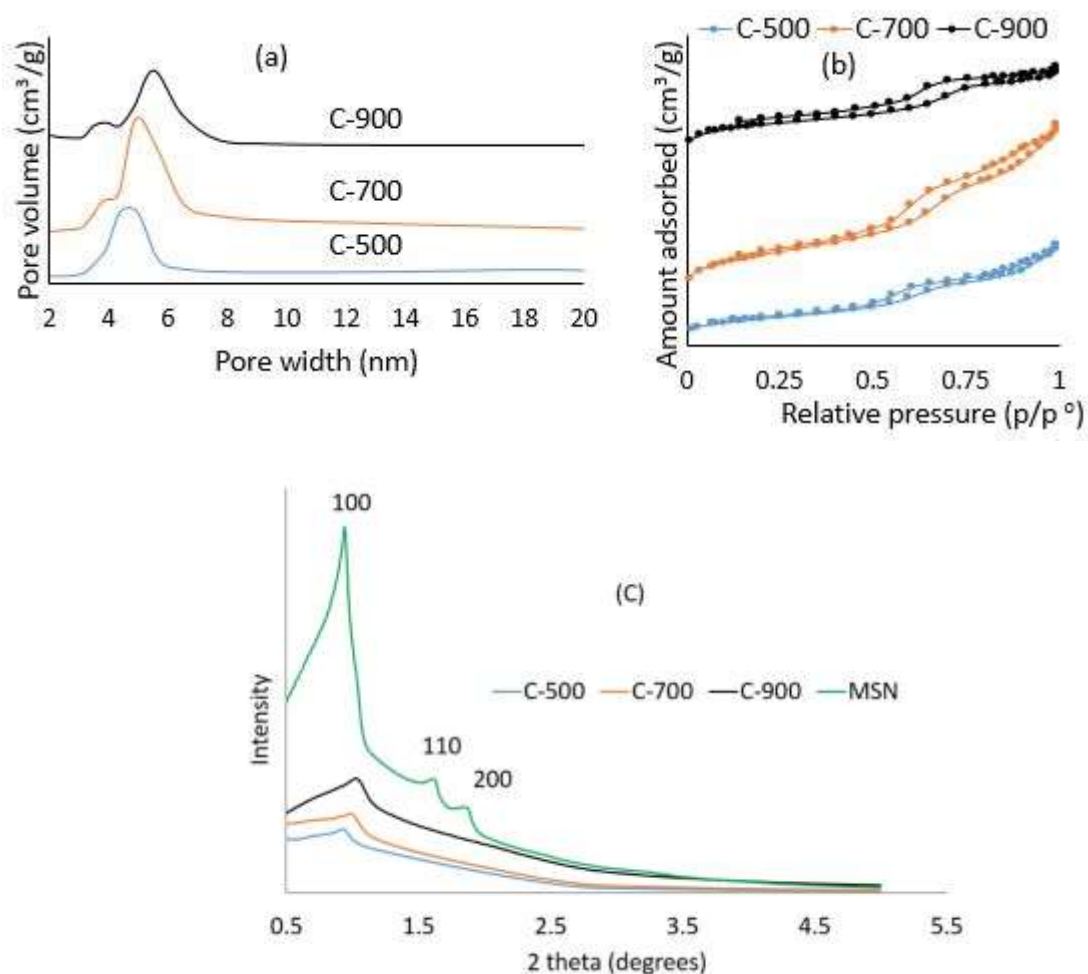 Pore volume (cm³/g)
(a)
C-900
C-700
C-500
2 4 6 8 10 12 14 16 18 20
Pore width (nm)
C-500 C-700 C-900
(b)
Amount adsorbed (cm³/g)
0 0.25 0.5 0.75 1
Relative pressure (p/p °)
100
(C)
Intensity
C-500 C-700 C-900 MSN
110
200
0.5 1.5 2.5 3.5 4.5 5.5
2 theta (degrees)